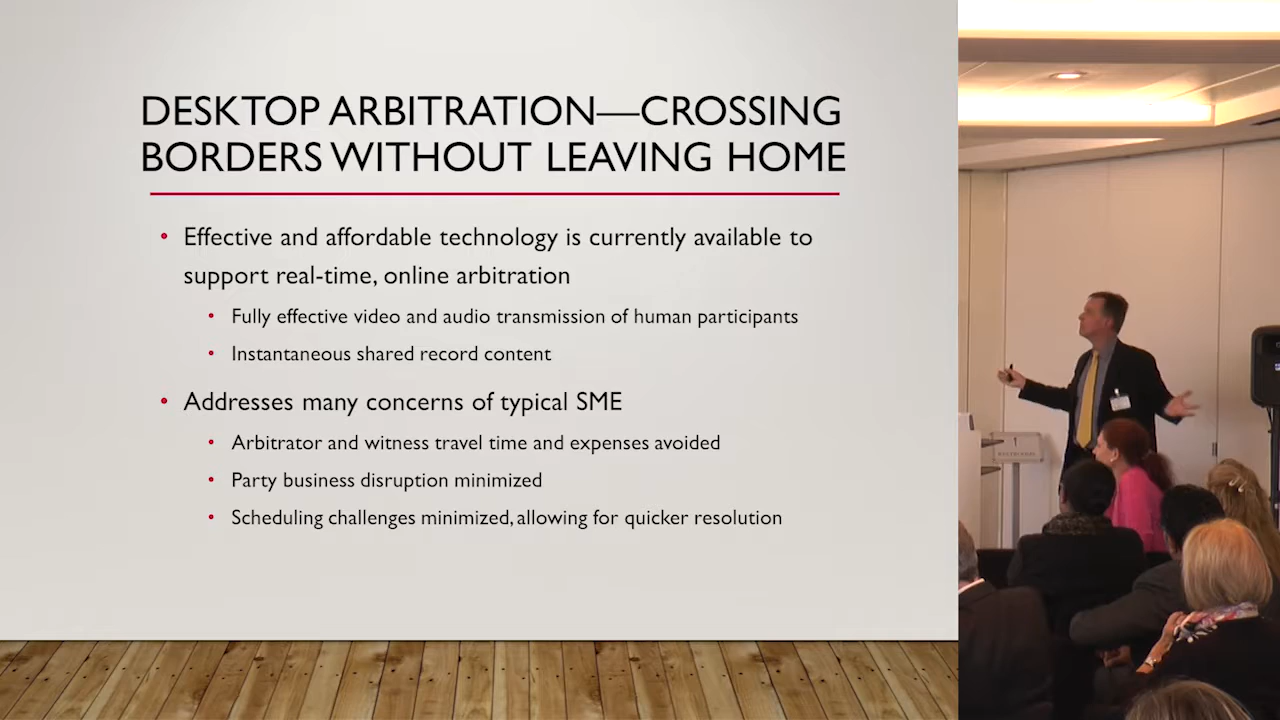 DESKTOP ARBITRATION—CROSSING
BORDERS WITHOUT LEAVING HOME
• Effective and affordable technology is currently available to
support real-time, online arbitration
• Fully effective video and audio transmission of human participants
• Instantaneous shared record content
• Addresses many concerns of typical SME
• Arbitrator and witness travel time and expenses avoided
• Party business disruption minimized
• Scheduling challenges minimized, allowing for quicker resolution